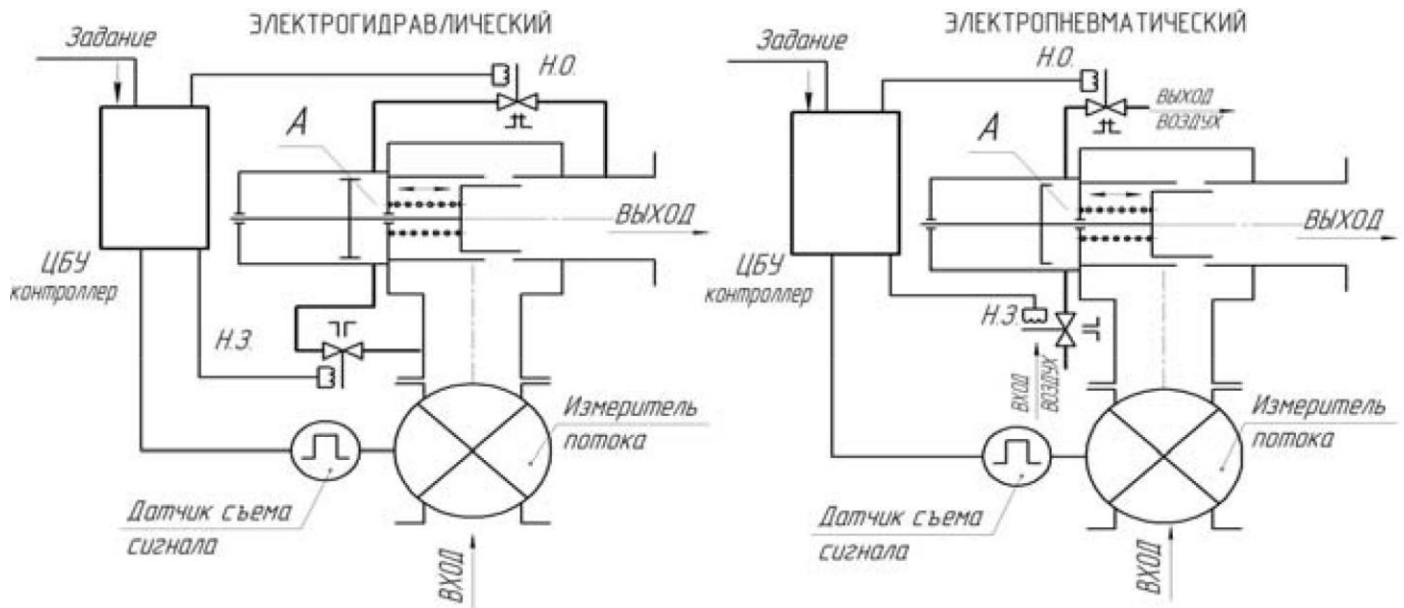 ЭЛЕКТРОГИДРАВЛИЧЕСКИЙ
Задание
Н.О.
А
ВЫХОД
ЦБУ
контроллер
Н.З.
Измеритель
потока
Датчик съема
сигнала
ВХОД
ЭЛЕКТРОПНЕВМАТИЧЕСКИЙ
Задание
Н.О.
ВЫХОД
ВОЗДУХ
А
ВЫХОД
ЦБУ
контроллер
Н.З.
ВХОД
ВОЗДУХ
Измеритель
потока
Датчик съема
сигнала
ВХОД